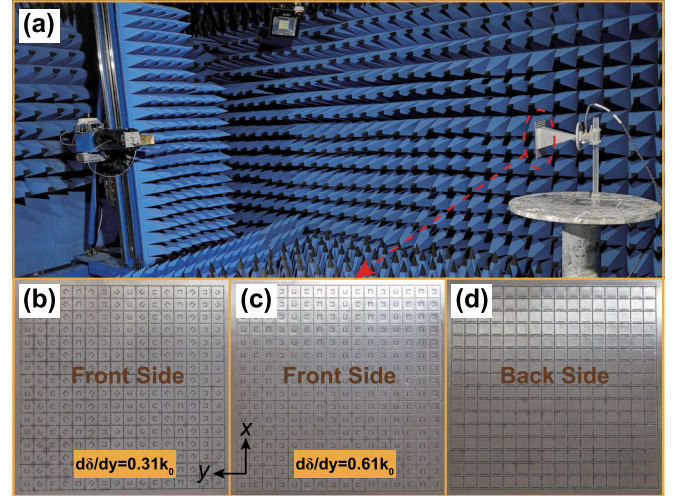 (a)
(b)
Front Side
dδ/dy=0.31k₀
(c)
Front Side
dδ/dy=0.61k₀
(d)
Back Side
x
y